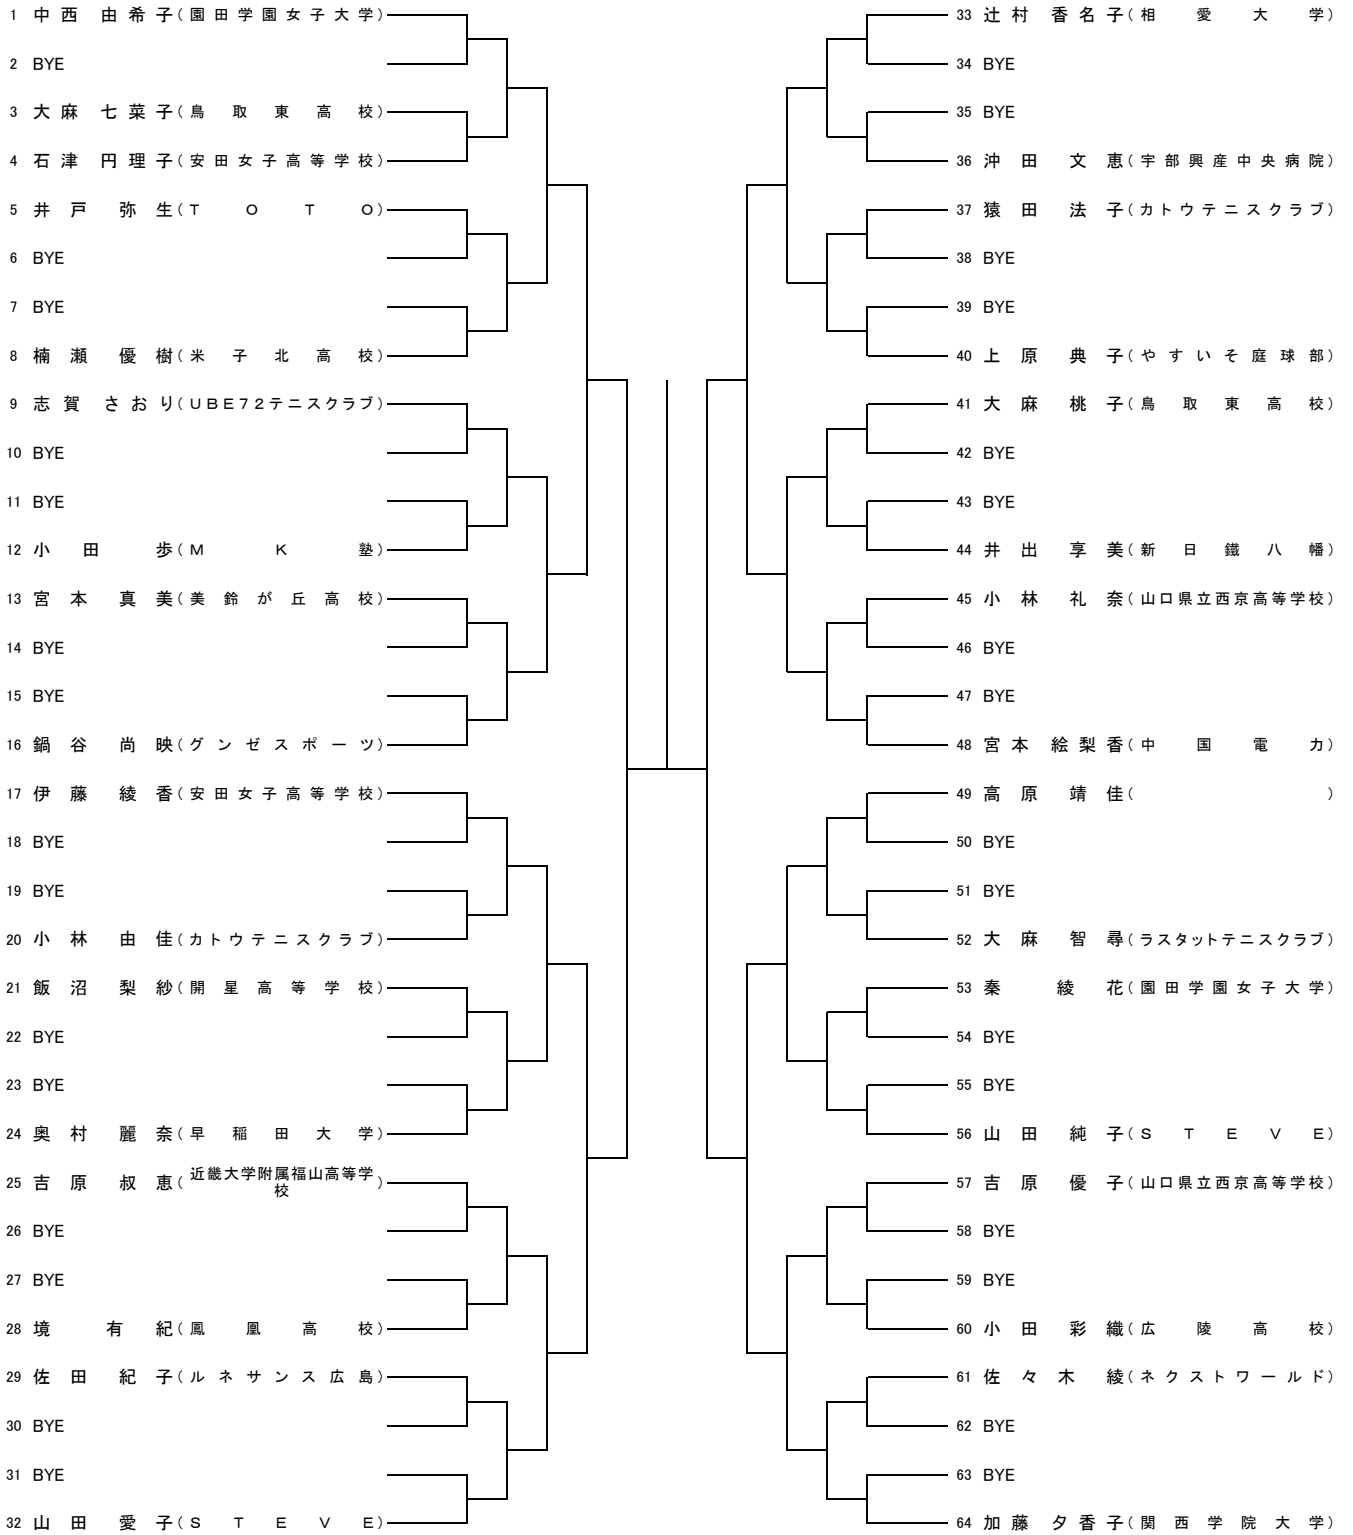 1 中西 由希子(園田学園女子大学)
2 BYE
3 大麻 七菜子(鳥取東高校)
4 石津 円理子(安田女子高等学校)
5 井戸 弥生(TOTO)
6 BYE
7 BYE
8 楠瀬 優樹(米子北高校)
9 志賀 さおり(UBE72テニスクラブ)
10 BYE
11 BYE
12 小田 歩(MK塾)
13 宮本 真美(美鈴が丘高校)
14 BYE
15 BYE
16 鍋谷 尚映(グンゼスポーツ)
17 伊藤 綾香(安田女子高等学校)
18 BYE
19 BYE
20 小林 由佳(カトウテニスクラブ)
21 飯沼 梨紗(開星高等学校)
22 BYE
23 BYE
24 奥村 麗奈(早稲田大学)
25 吉原 叔恵(近畿大学附属福山高等学
校)
26 BYE
27 BYE
28 境 有紀(鳳凰高校)
29 佐田 紀子(ルネサンス広島)
30 BYE
31 BYE
32 山田 愛子(STEVE)
33 辻村 香名子(相愛大学)
34 BYE
35 BYE
36 沖田 文恵(宇部興産中央病院)
37 猿田 法子(カトウテニスクラブ)
38 BYE
39 BYE
40 上原 典子(やすいそ庭球部)
41 大麻 桃子(鳥取東高校)
42 BYE
43 BYE
44 井出 享美(新日鐵八幡)
45 小林 礼奈(山口県立西京高等学校)
46 BYE
47 BYE
48 宮本 絵梨香(中国電力)
49 高原 靖佳( )
50 BYE
51 BYE
52 大麻 智尋(ラスタットテニスクラブ)
53 秦 綾花(園田学園女子大学)
54 BYE
55 BYE
56 山田 純子(STEVE)
57 吉原 優子(山口県立西京高等学校)
58 BYE
59 BYE
60 小田 彩織(広陵高校)
61 佐々木 綾(ネクストワールド)
62 BYE
63 BYE
64 加藤 夕香子(関西学院大学)